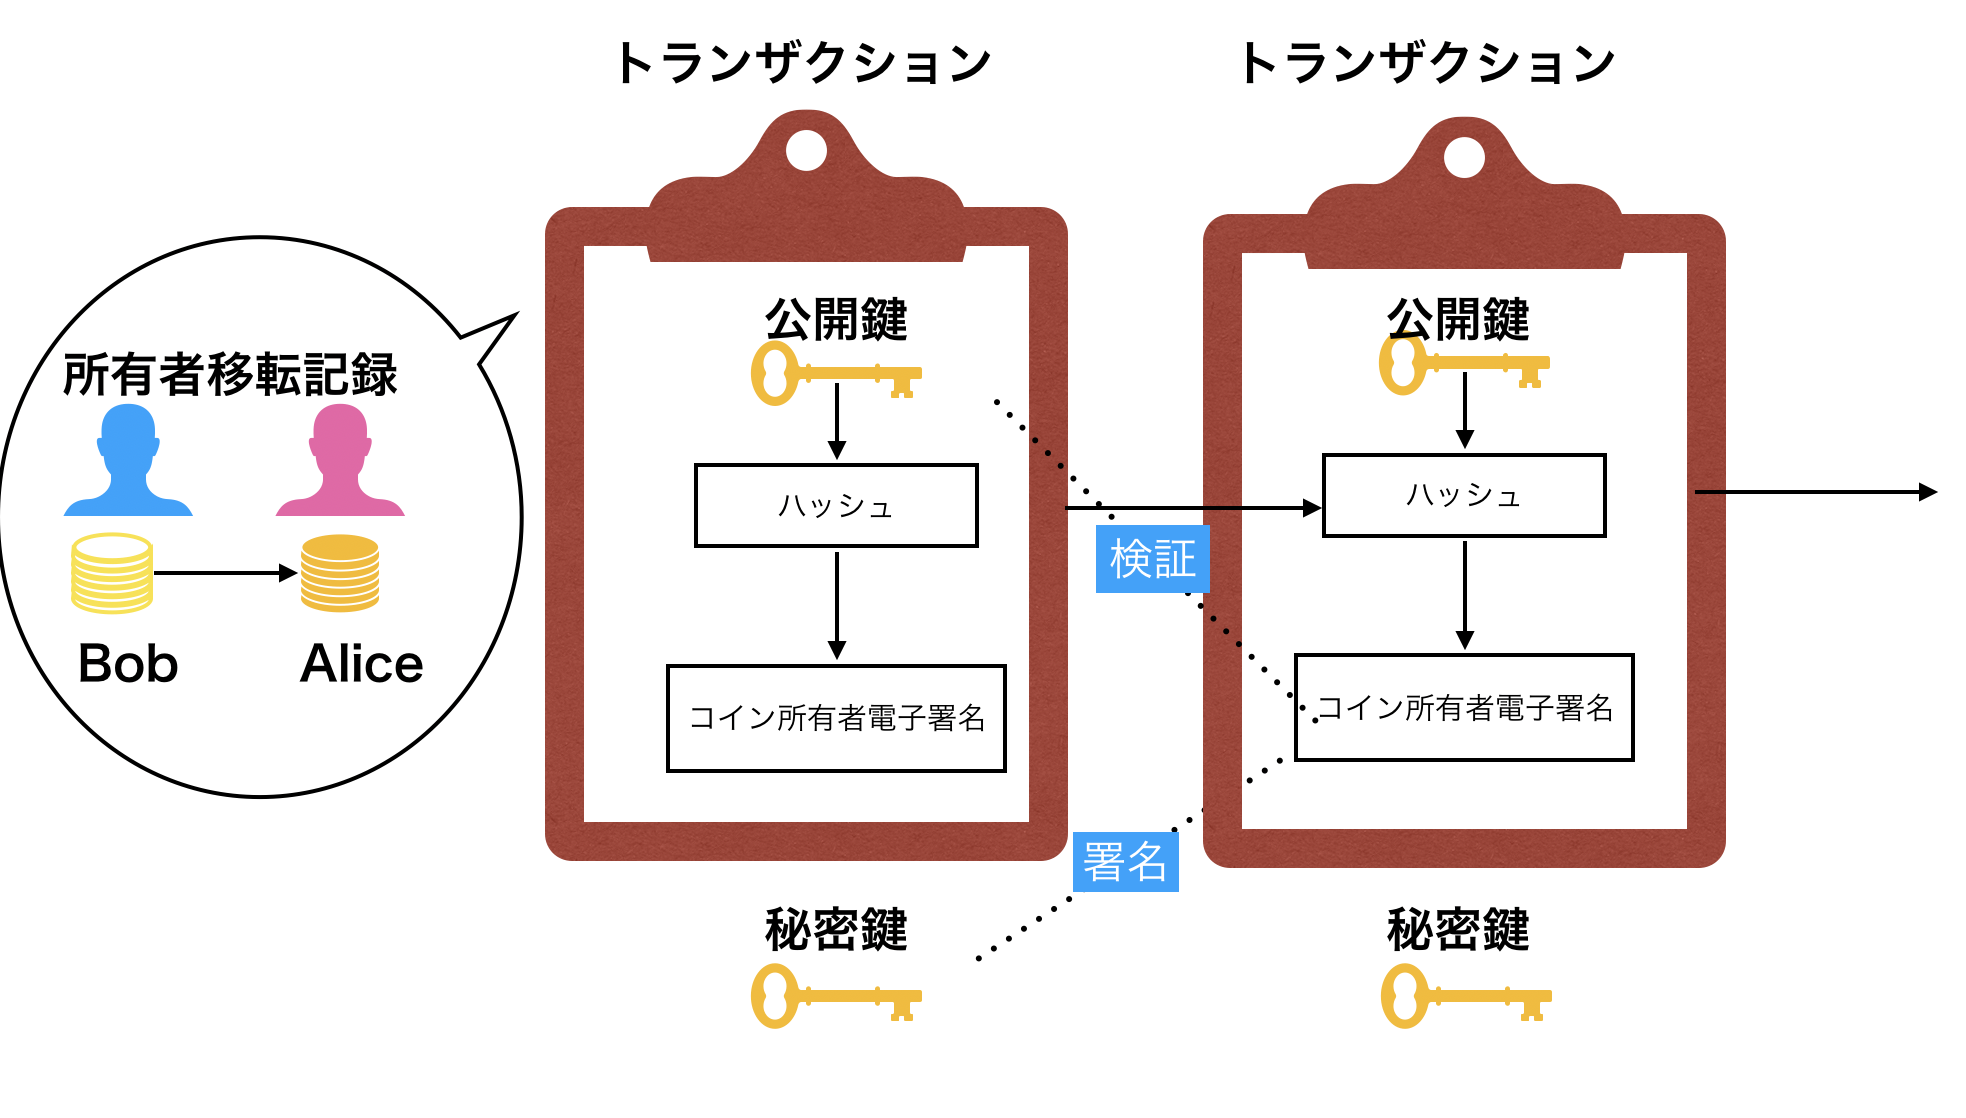 トランザクション
トランザクション
所有者移転記録
Bob
Alice
公開鍵
ハッシュ
コイン所有者電子署名
検証
署名
公開鍵
ハッシュ
コイン所有者電子署名
秘密鍵
秘密鍵